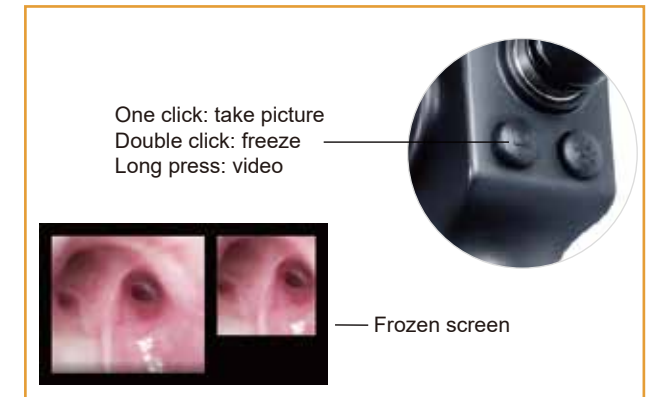 One click: take picture
Double click: freeze
Long press: video
Frozen screen